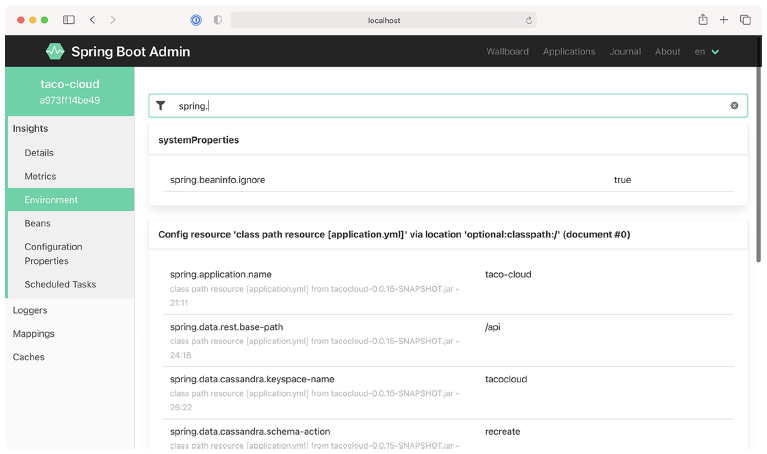 localhost
Spring Boot Admin
Wallboard Applications Journal About en
taco-cloud
a973ff14be49
spring.
Insights
systemProperties
Details
Metrics
spring.beaninfo.ignore true
Environment
Beans
Config resource 'class path resource [application.yml]' via location 'optional:classpath:/' (document #0)
Configuration
Properties
Scheduled Tasks
Loggers
Mappings
Caches
spring.application.name taco-cloud
class path resource [application.yml] from tacocloud-0.0.15-SNAPSHOT.jar -
21:11
spring.data.rest.base-path /api
class path resource [application.yml] from tacocloud-0.0.15-SNAPSHOT.jar -
24:18
spring.data.cassandra.keyspace-name tacocloud
class path resource [application.yml] from tacocloud-0.0.15-SNAPSHOT.jar -
26:22
spring.data.cassandra.schema-action recreate
class path resource [application.yml] from tacocloud-0.0.15-SNAPSHOT.jar -